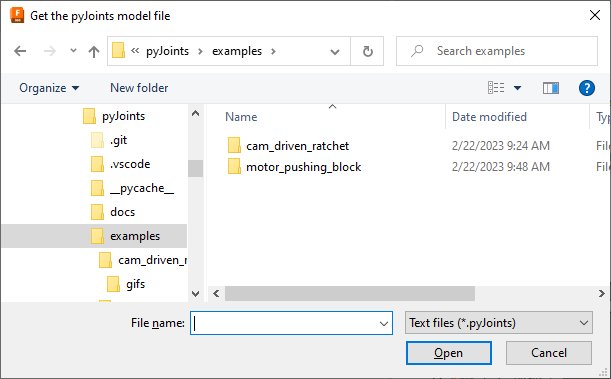 Get the pyJoints model file
« pyJoints › examples ›
Search examples
Organize
New folder
pyJoints
.git
.vscode
__pycache__
docs
examples
cam_driven_r
gifs
Name
Date modified
Ty
cam_driven_ratchet 2/22/2023 9:24 AM File
motor_pushing_block 2/22/2023 9:48 AM File
File name:
Text files (*.pyJoints)
Open
Cancel